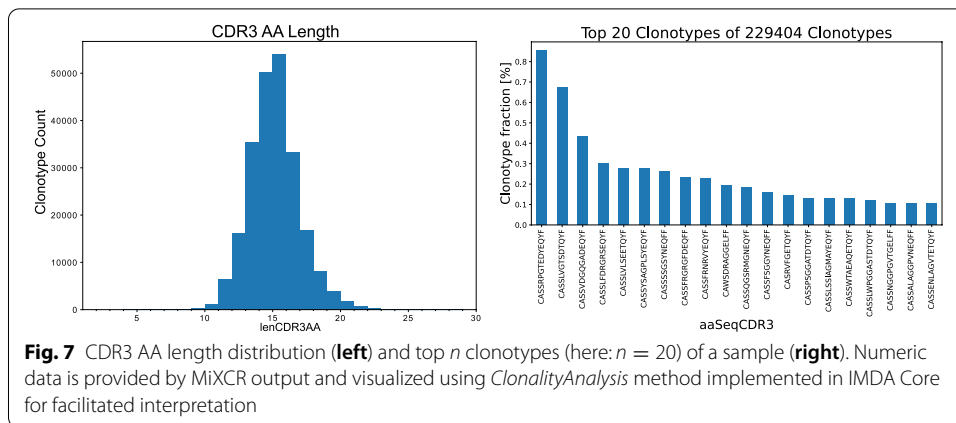 CDR3 AA Length
Clonotype Count
50000
40000
30000
20000
10000
0
5
10
15
20
25
30
lenCDR3AA
Top 20 Clonotypes of 229404 Clonotypes
Clonotype fraction [%]
0.8
0.7
0.6
0.5
0.4
0.3
0.2
0.1
0.0
CASSRPGTEDYEQYF
CASSLVGTSDTQYF
CASSVDGQGADEQYF
CASSLFDRGRSEQYF
CASSLVLSEETQYF
CASSYSAGPLSYEQYF
CASSSSGSYNEQFF
CASSFRGRGFDEQFF
CASSFRNRVYEQYF
CAWSDRAGGELFF
CASSQGSRMGNEQYF
CASSFSGGYNEQFF
CASRVFGETQYF
CASSPSGGATDTQYF
CASSLSSIAGMAYEQYF
CASSWTAEAQETQYF
CASSLWPGGASTDTQYF
CASSNGGPGVTGELFF
CASSALAGGPVNEQFF
CASSENLAGVTETQYF
aaSeqCDR3
Fig. 7 CDR3 AA length distribution (left) and top n clonotypes (here: n = 20) of a sample (right). Numeric
data is provided by MiXCR output and visualized using ClonalityAnalysis method implemented in IMDA Core
for facilitated interpretation